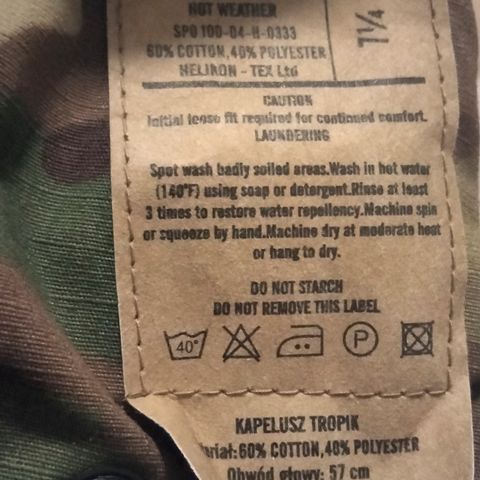 HOT WEATHER
SPO 100-04-H-0333
60% COTTON,40% POLYESTER
HELIKON - TEX Ltd
7 1/4
CAUTION
Initial loose fit required for continued comfort.
LAUNDERING
Spot wash badly soiled areas.Wash in hot water
(140°F) using soap or detergent.Rinse at least
3 times to restore water repellency.Machine spin
or squeeze by hand.Machine dry at moderate heat
or hang to dry.
DO NOT STARCH
DO NOT REMOVE THIS LABEL
40°
P
KAPELUSZ TROPIK
60% COTTON,40% POLYESTER
Obwód głowy: 57 cm